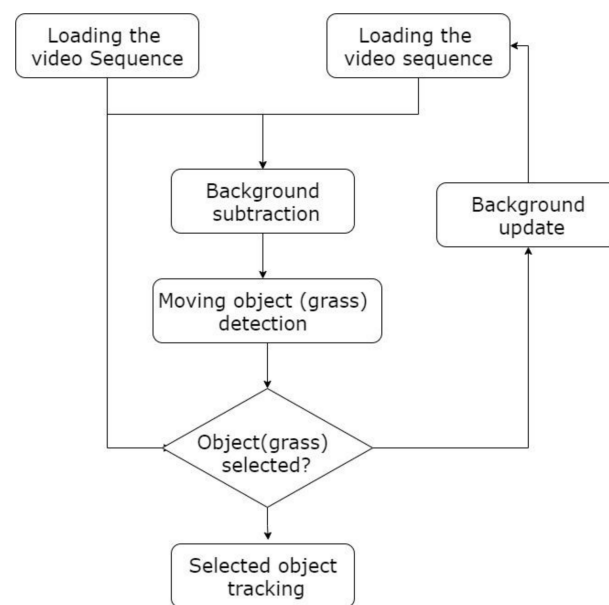 Loading the
video Sequence
Loading the
video sequence
Background
subtraction
Background
update
Moving object (grass)
detection
Object(grass)
selected?
Selected object
tracking